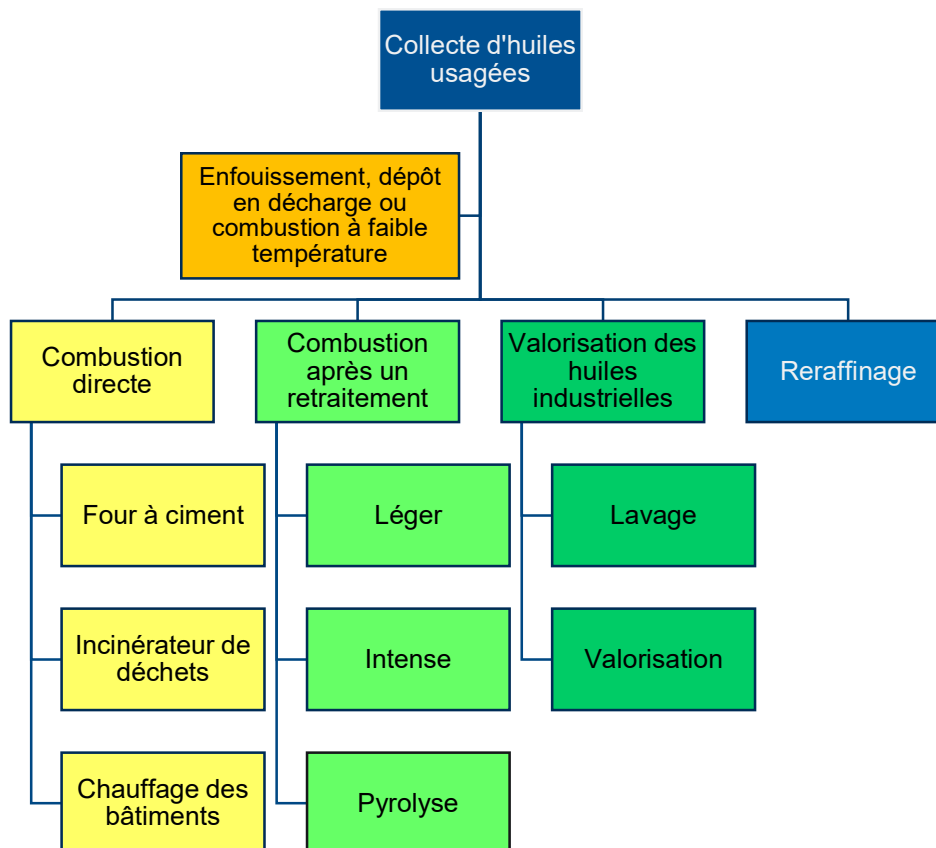 Collecte d'huiles
usagées
Enfouissement, dépôt
en décharge ou
combustion à faible
température
Combustion
directe
Combustion
après un
retraitement
Valorisation des
huiles
industrielles
Reraffinage
Four à ciment
Léger
Lavage
Incinérateur de
déchets
Intense
Valorisation
Chauffage des
bâtiments
Pyrolyse